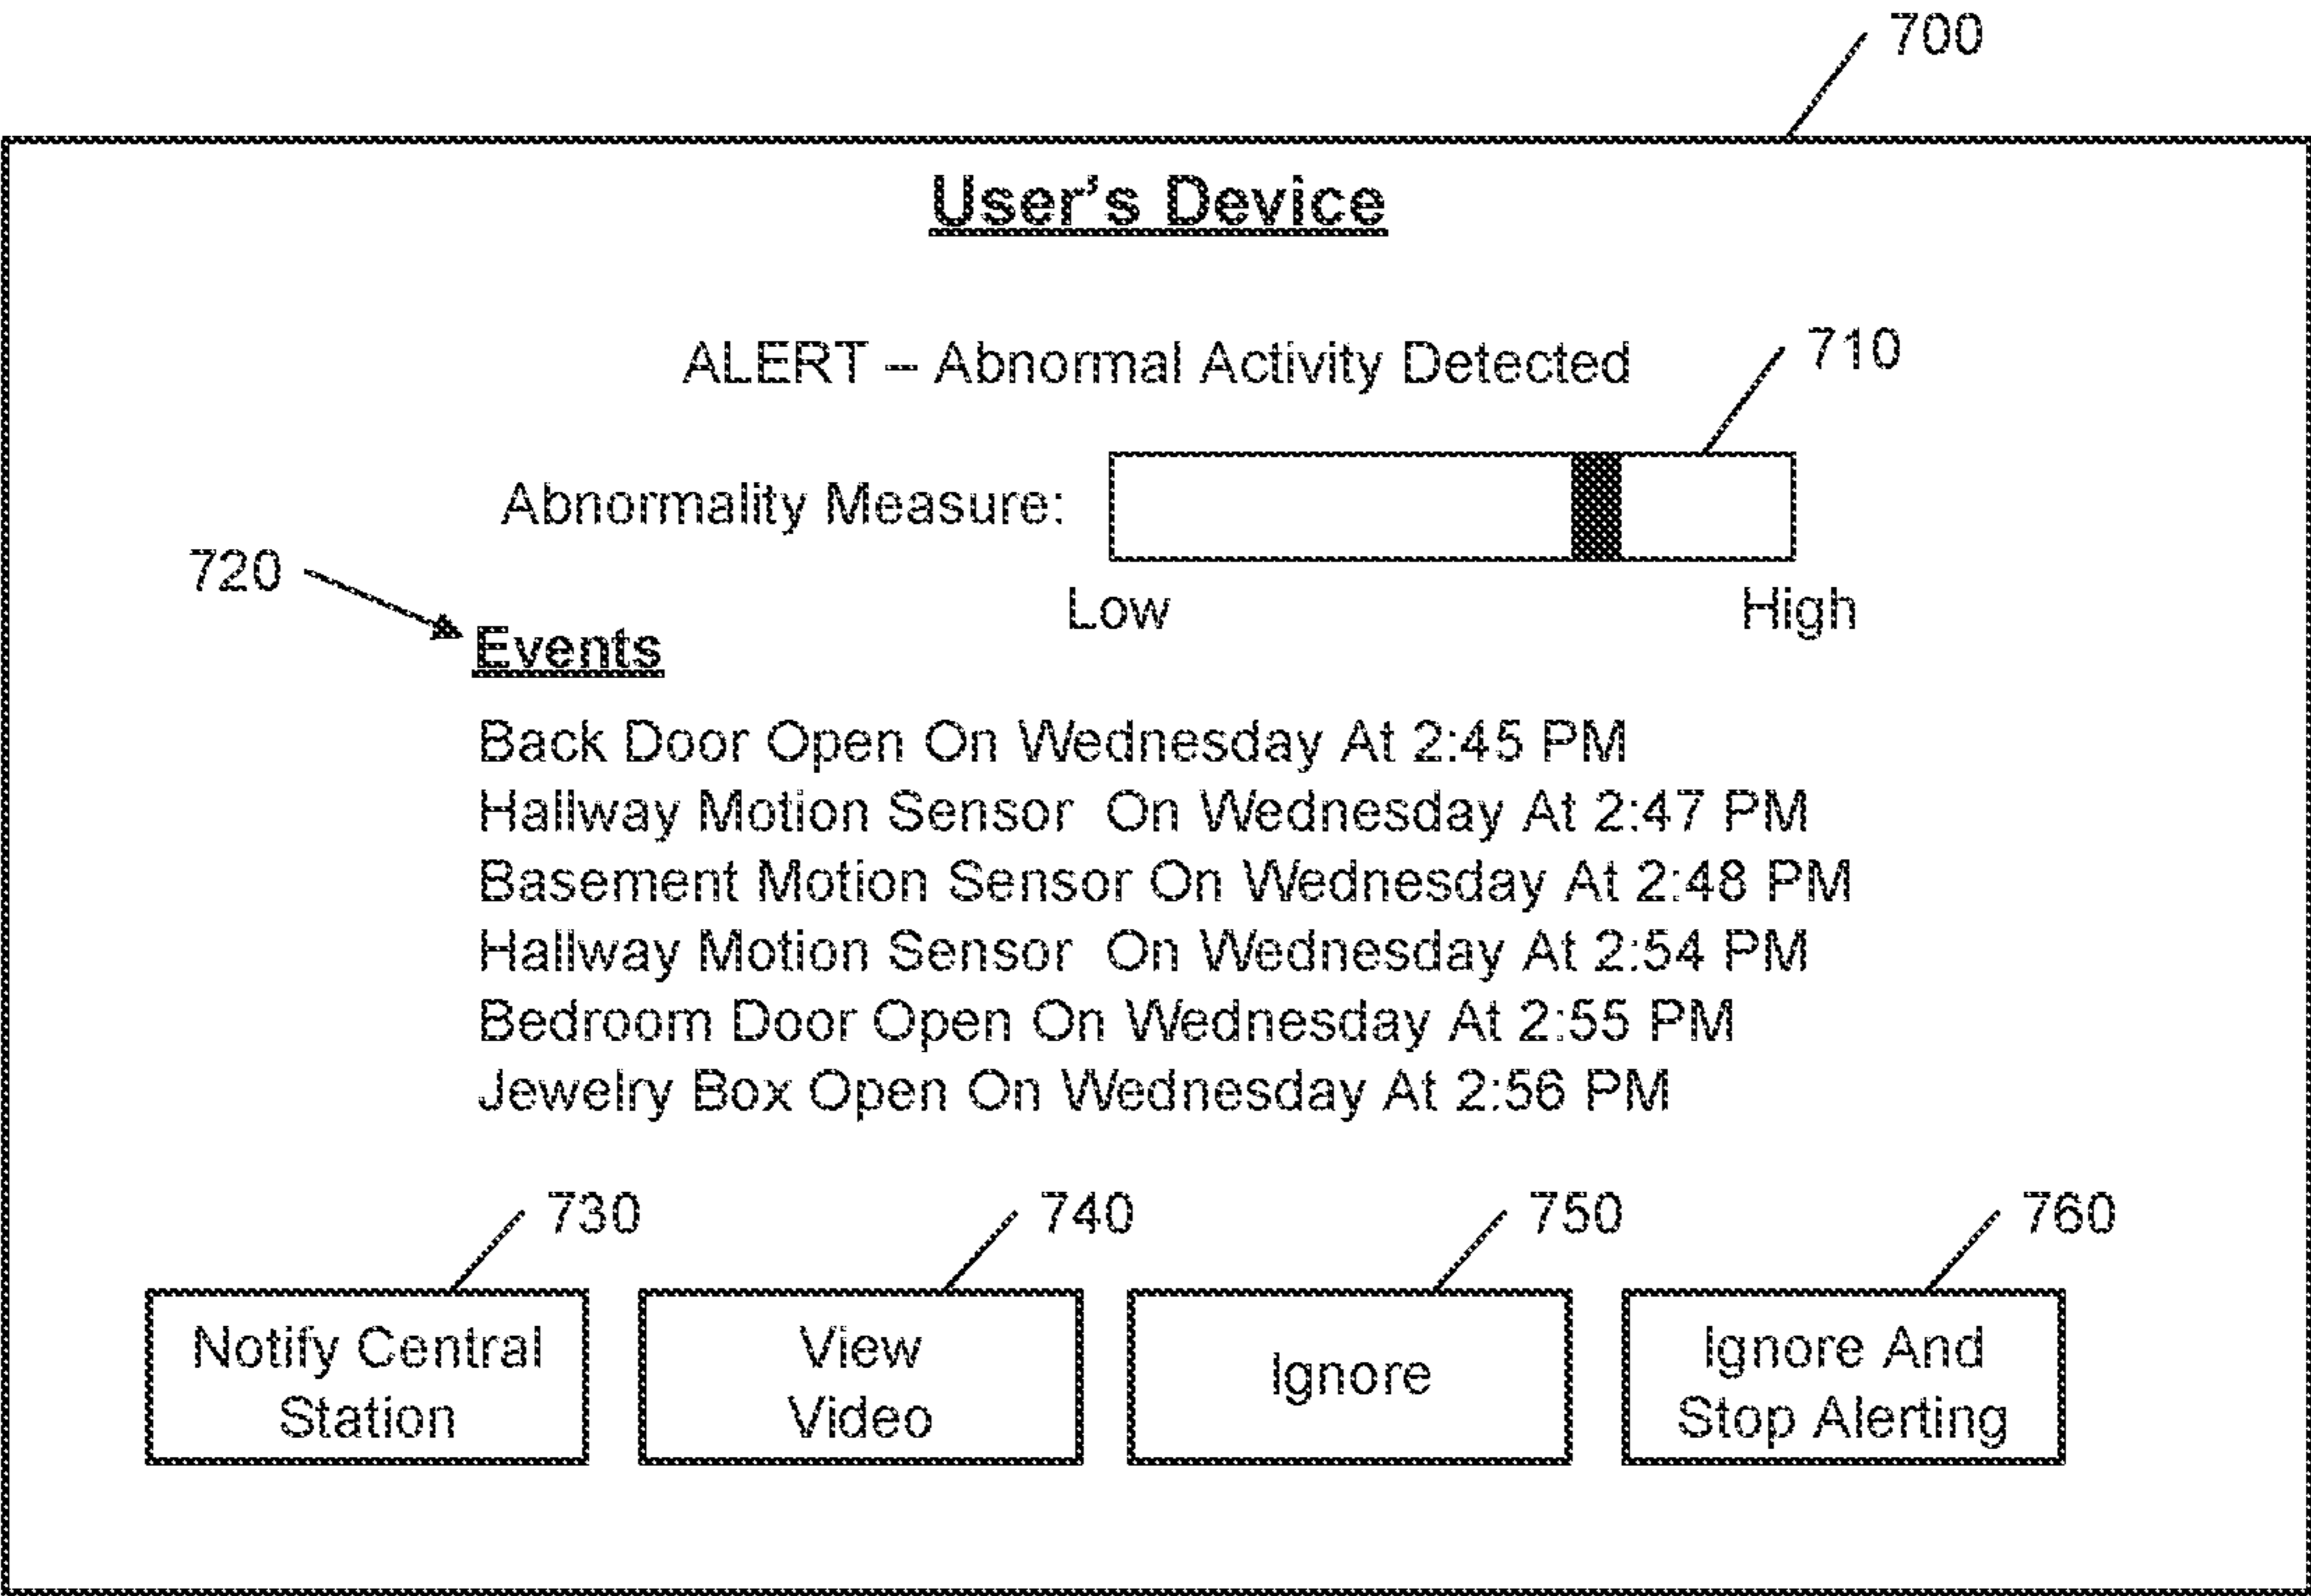 700
User's Device
ALERT -- Abnormal Activity Detected
710
Abnormality Measure:
Low
High
720
Events
Back Door Open On Wednesday At 2:45 PM
Hallway Motion Sensor  On Wednesday At 2:47 PM
Basement Motion Sensor On Wednesday At 2:48 PM
Hallway Motion Sensor  On Wednesday At 2:54 PM
Bedroom Door Open On Wednesday At 2:55 PM
Jewelry Box Open On Wednesday At 2:56 PM
730
Notify Central
Station
740
View
Video
750
Ignore
760
Ignore And
Stop Alerting